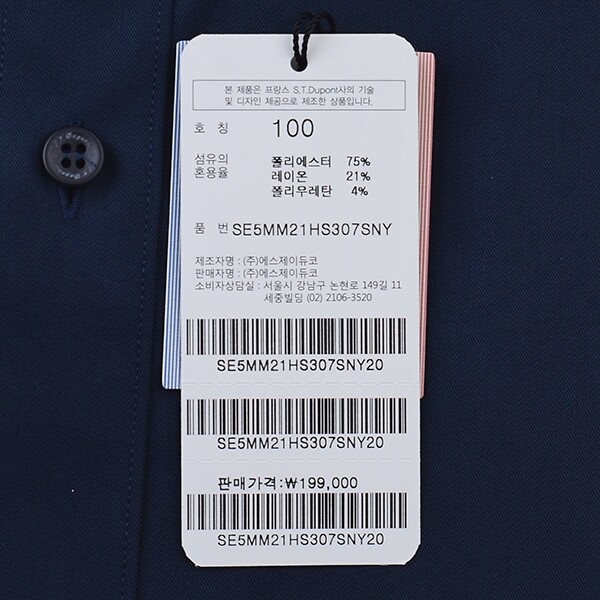 본 제품은 프랑스 S.T.Dupont사의 기술
및 디자인 제공으로 제조한 상품입니다.
호 칭 100
섬유의 폴리에스터 75%
혼용율 레이온 21%
폴리우레탄 4%
품 번 SE5MM21HS307SNY
제조자명 : (주)에스제이듀코
판매자명 : (주)에스제이듀코
소비자상담실 : 서울시 강남구 논현로 149길 11
세중빌딩 (02) 2106-3520
SE5MM21HS307SNY20
SE5MM21HS307SNY20
판매가격:₩199,000
SE5MM21HS307SNY20